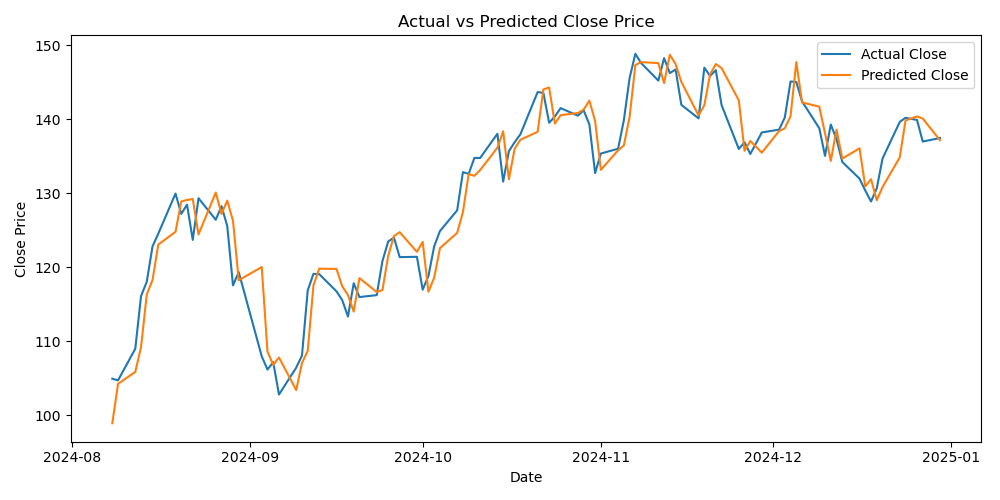 Actual vs Predicted Close Price
Actual Close
Predicted Close
150
140
130
120
110
100
Close Price
2024-08
2024-09
2024-10
2024-11
2024-12
2025-01
Date